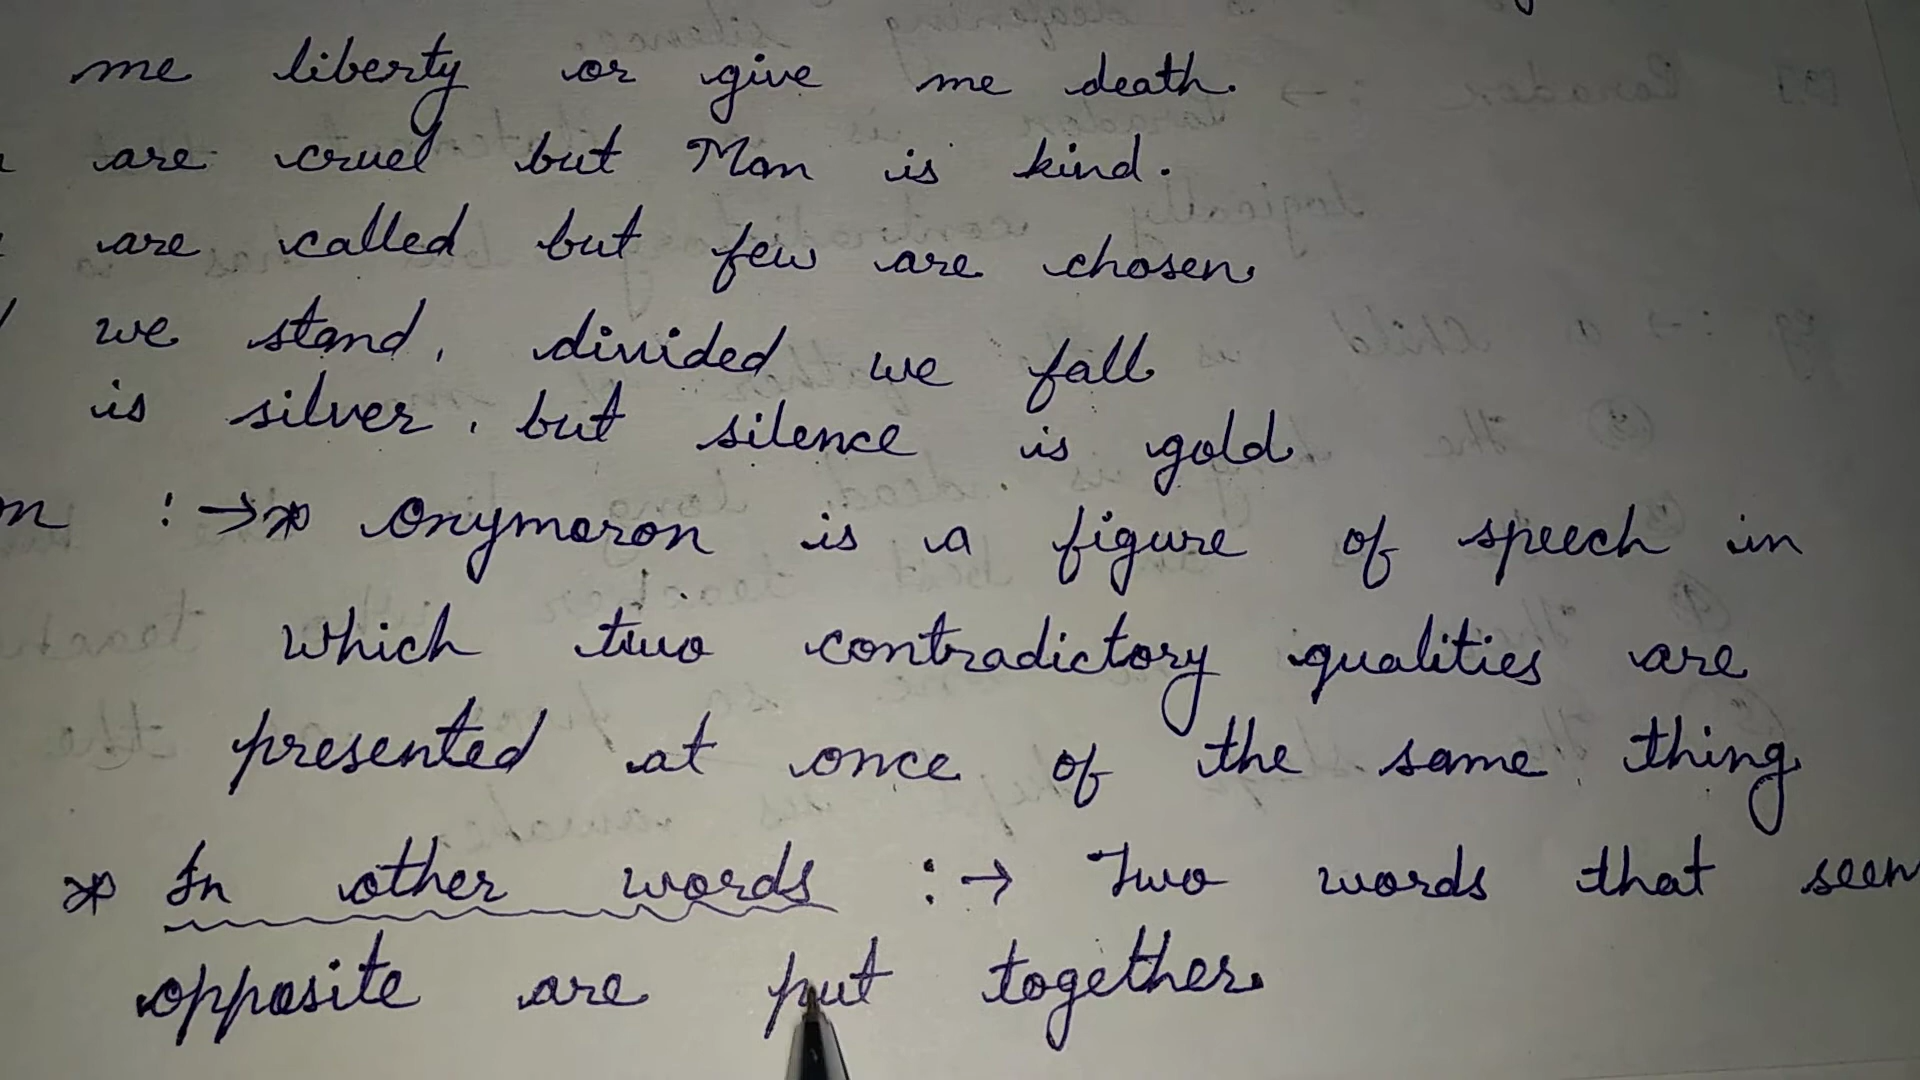 me liberty or give me death.
are cruel but Man is kind.
are called but few are chosen
we stand, divided we fall
is silver, but silence is gold
m :→* Onymoron is a figure of speech in
which two contradictory qualities are
presented at once of the same thing
* In other words :→ Two words that seem
opposite are put together